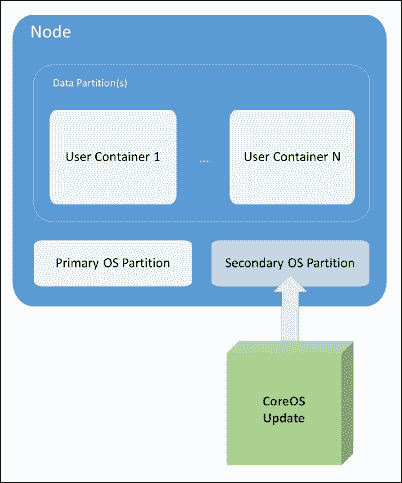 Node
Data Partition(s)
User Container 1
...
User Container N
Primary OS Partition
Secondary OS Partition
CoreOS
Update